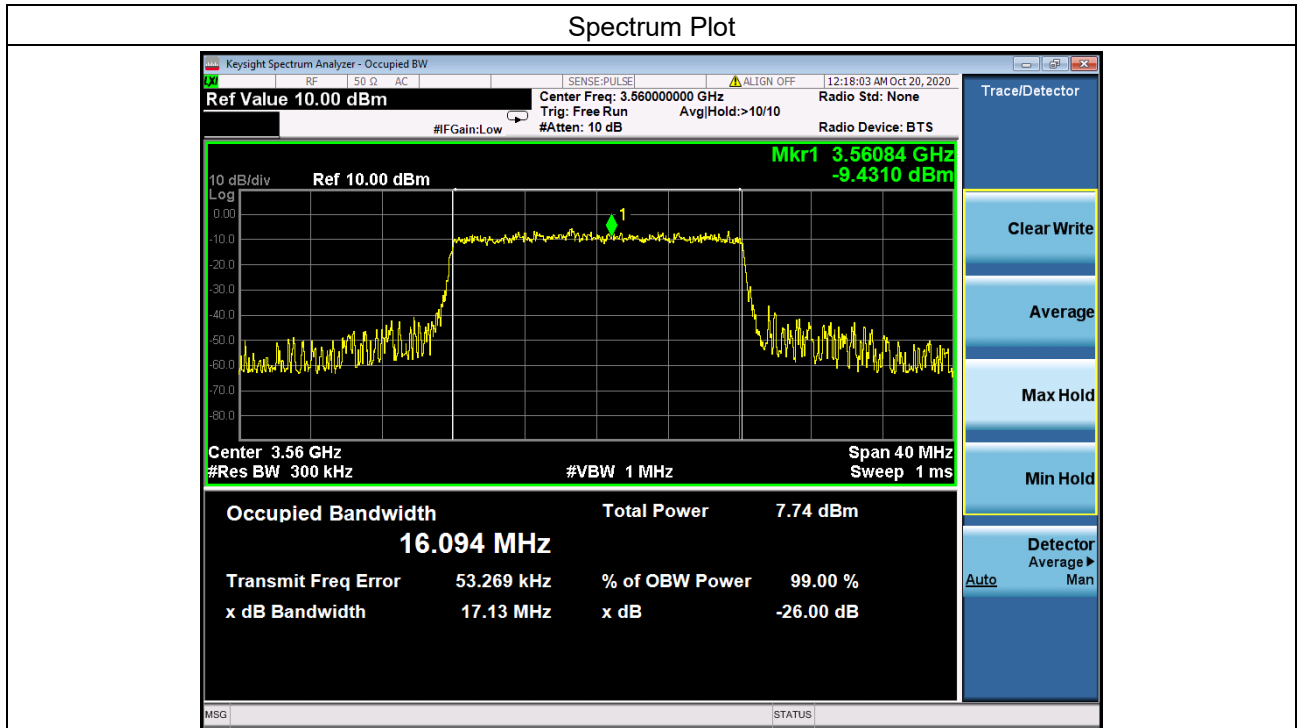 Spectrum Plot
Keysight Spectrum Analyzer - Occupied BW
LXI RF 50 Ω AC SENSE:PULSE ALIGN OFF 12:18:03 AM Oct 20, 2020
Ref Value 10.00 dBm Center Freq: 3.560000000 GHz Radio Std: None
Trig: Free Run Avg|Hold:>10/10
#IFGain:Low #Atten: 10 dB Radio Device: BTS
Trace/Detector
Mkr1 3.56084 GHz
10 dB/div Ref 10.00 dBm -9.4310 dBm
Log
0.00
1
-10.0
-20.0
-30.0
-40.0
-50.0
-60.0
-70.0
-80.0
Center 3.56 GHz Span 40 MHz
#Res BW 300 kHz #VBW 1 MHz Sweep 1 ms
Occupied Bandwidth Total Power 7.74 dBm
16.094 MHz
Transmit Freq Error 53.269 kHz % of OBW Power 99.00 %
x dB Bandwidth 17.13 MHz x dB -26.00 dB
Clear Write
Average
Max Hold
Min Hold
Detector
Average
Auto Man
MSG STATUS